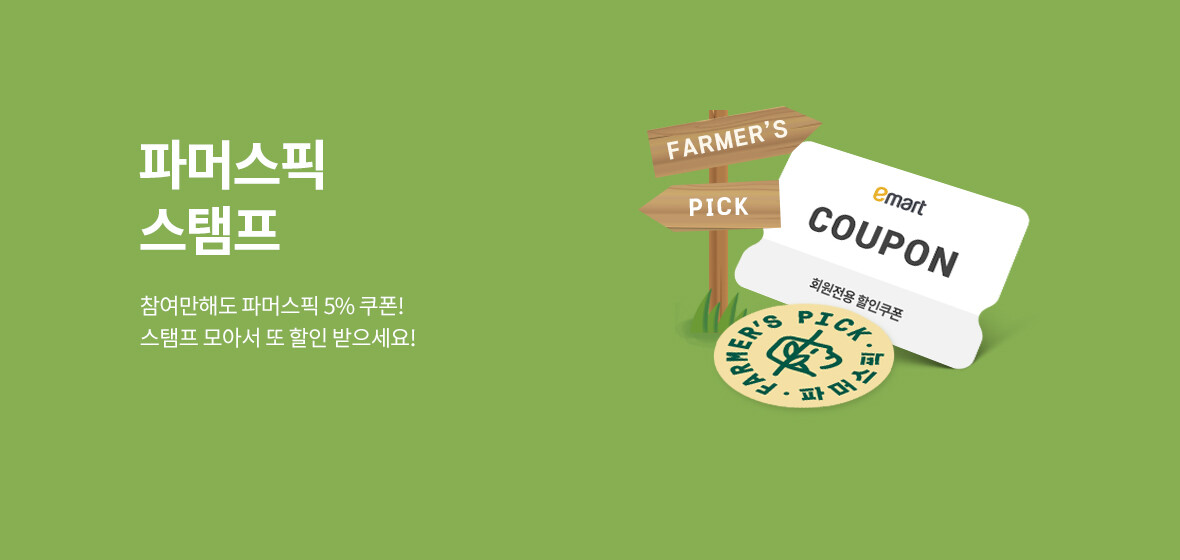 파머스픽
스탬프
참여만해도 파머스픽 5% 쿠폰!
스탬프 모아서 또 할인 받으세요!
FARMER'S
PICK
emart
COUPON
회원전용 할인쿠폰
FARMER'S PICK · 파머스픽 ·